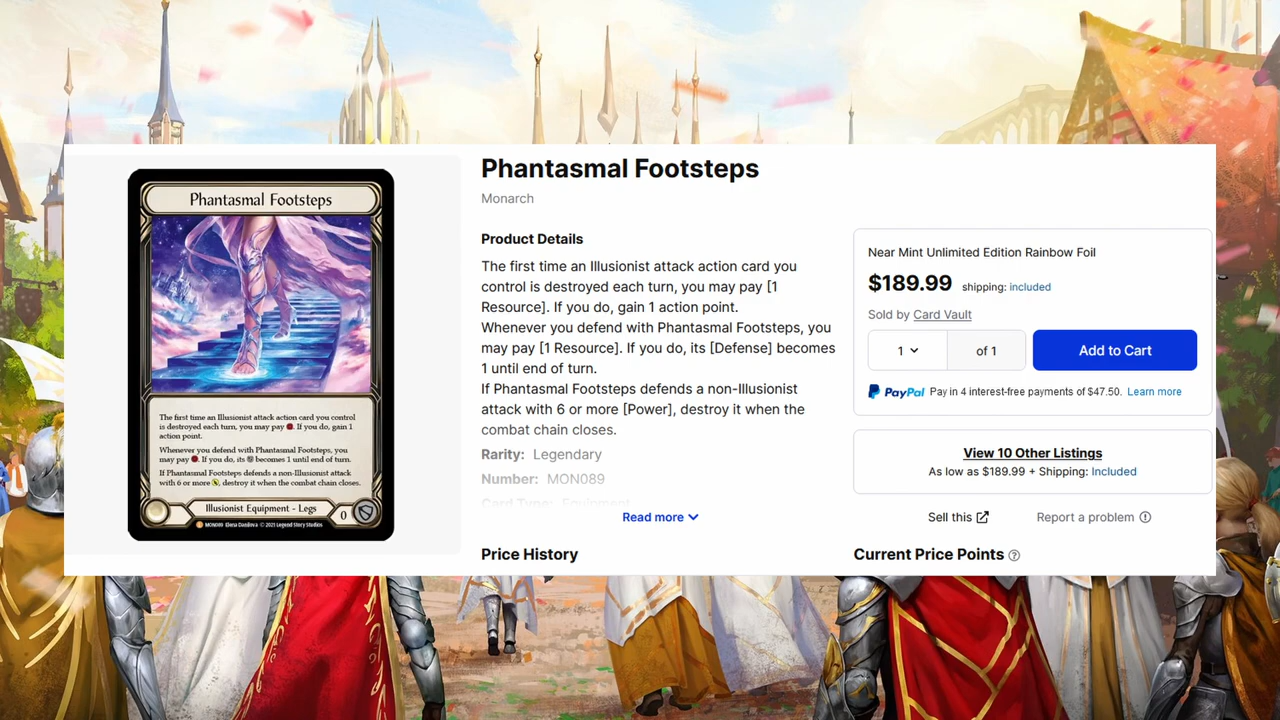 Phantasmal Footsteps
The first time an Illusionist attack action card you control
is destroyed each turn, you may pay . If you do, gain 1
action point.
Whenever you defend with Phantasmal Footsteps, you
may pay . If you do, its becomes 1 until end of turn.
If Phantasmal Footsteps defends a non-Illusionist attack
with 6 or more , destroy it when the combat chain closes.
Illusionist Equipment - Legs
0
L MON089 Elena Danilova © 2021 Legend Story Studios
Phantasmal Footsteps
Monarch
Product Details
The first time an Illusionist attack action card you
control is destroyed each turn, you may pay [1
Resource]. If you do, gain 1 action point.
Whenever you defend with Phantasmal Footsteps, you
may pay [1 Resource]. If you do, its [Defense] becomes
1 until end of turn.
If Phantasmal Footsteps defends a non-Illusionist
attack with 6 or more [Power], destroy it when the
combat chain closes.
Rarity: Legendary
Number: MON089
Card Type: Equipment
Read more
Price History
Near Mint Unlimited Edition Rainbow Foil
$189.99 shipping: included
Sold by Card Vault
1 of 1
Add to Cart
PayPal Pay in 4 interest-free payments of $47.50. Learn more
View 10 Other Listings
As low as $189.99 + Shipping: Included
Sell this
Report a problem
Current Price Points